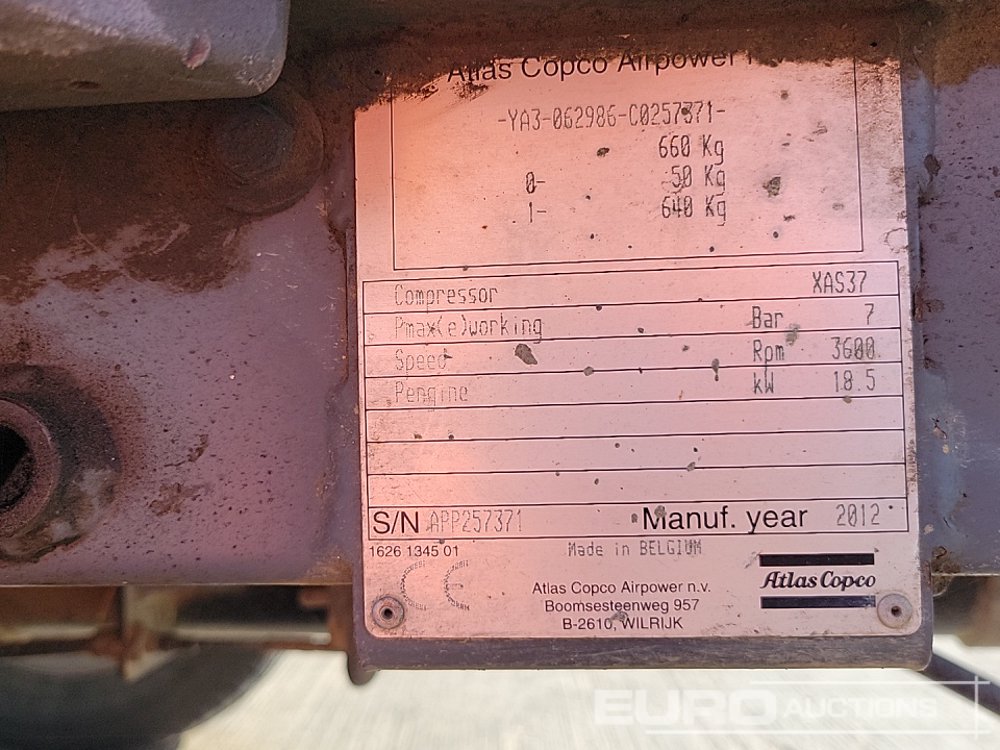 Atlas Copco Airpower
-YA3-062986-C0257371-
660 Kg
0- 50 Kg
1- 640 Kg
Compressor XAS37
Pmax(e)working Bar 7
Speed Rpm 3600
Pengine kW 18.5
S/N APP257371 Manuf. year 2012
1626 1345 01 Made in BELGIUM
CE
Atlas Copco
Atlas Copco Airpower n.v.
Boomsesteenweg 957
B-2610, WILRIJK
EURO AUCTIONS